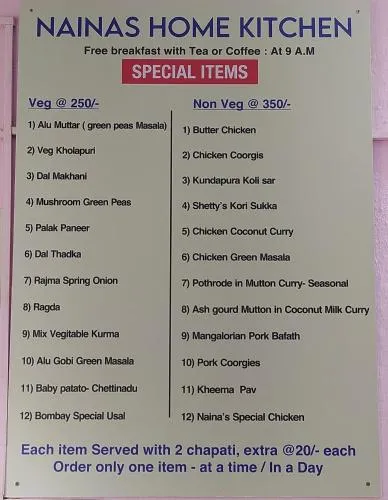 NAINAS HOME KITCHEN
Free breakfast with Tea or Coffee : At 9 A.M
SPECIAL ITEMS
Veg @ 250/-
1) Alu Muttar ( green peas Masala)
2) Veg Kholapuri
3) Dal Makhani
4) Mushroom Green Peas
5) Palak Paneer
6) Dal Thadka
7) Rajma Spring Onion
8) Ragda
9) Mix Vegitable Kurma
10) Alu Gobi Green Masala
11) Baby patato- Chettinadu
12) Bombay Special Usal
Non Veg @ 350/-
1) Butter Chicken
2) Chicken Coorgis
3) Kundapura Koli sar
4) Shetty's Kori Sukka
5) Chicken Coconut Curry
6) Chicken Green Masala
7) Pothrode in Mutton Curry- Seasonal
8) Ash gourd Mutton in Coconut Milk Curry
9) Mangalorian Pork Bafath
10) Pork Coorgies
11) Kheema Pav
12) Naina's Special Chicken
Each item Served with 2 chapati, extra @20/- each
Order only one item - at a time / In a Day